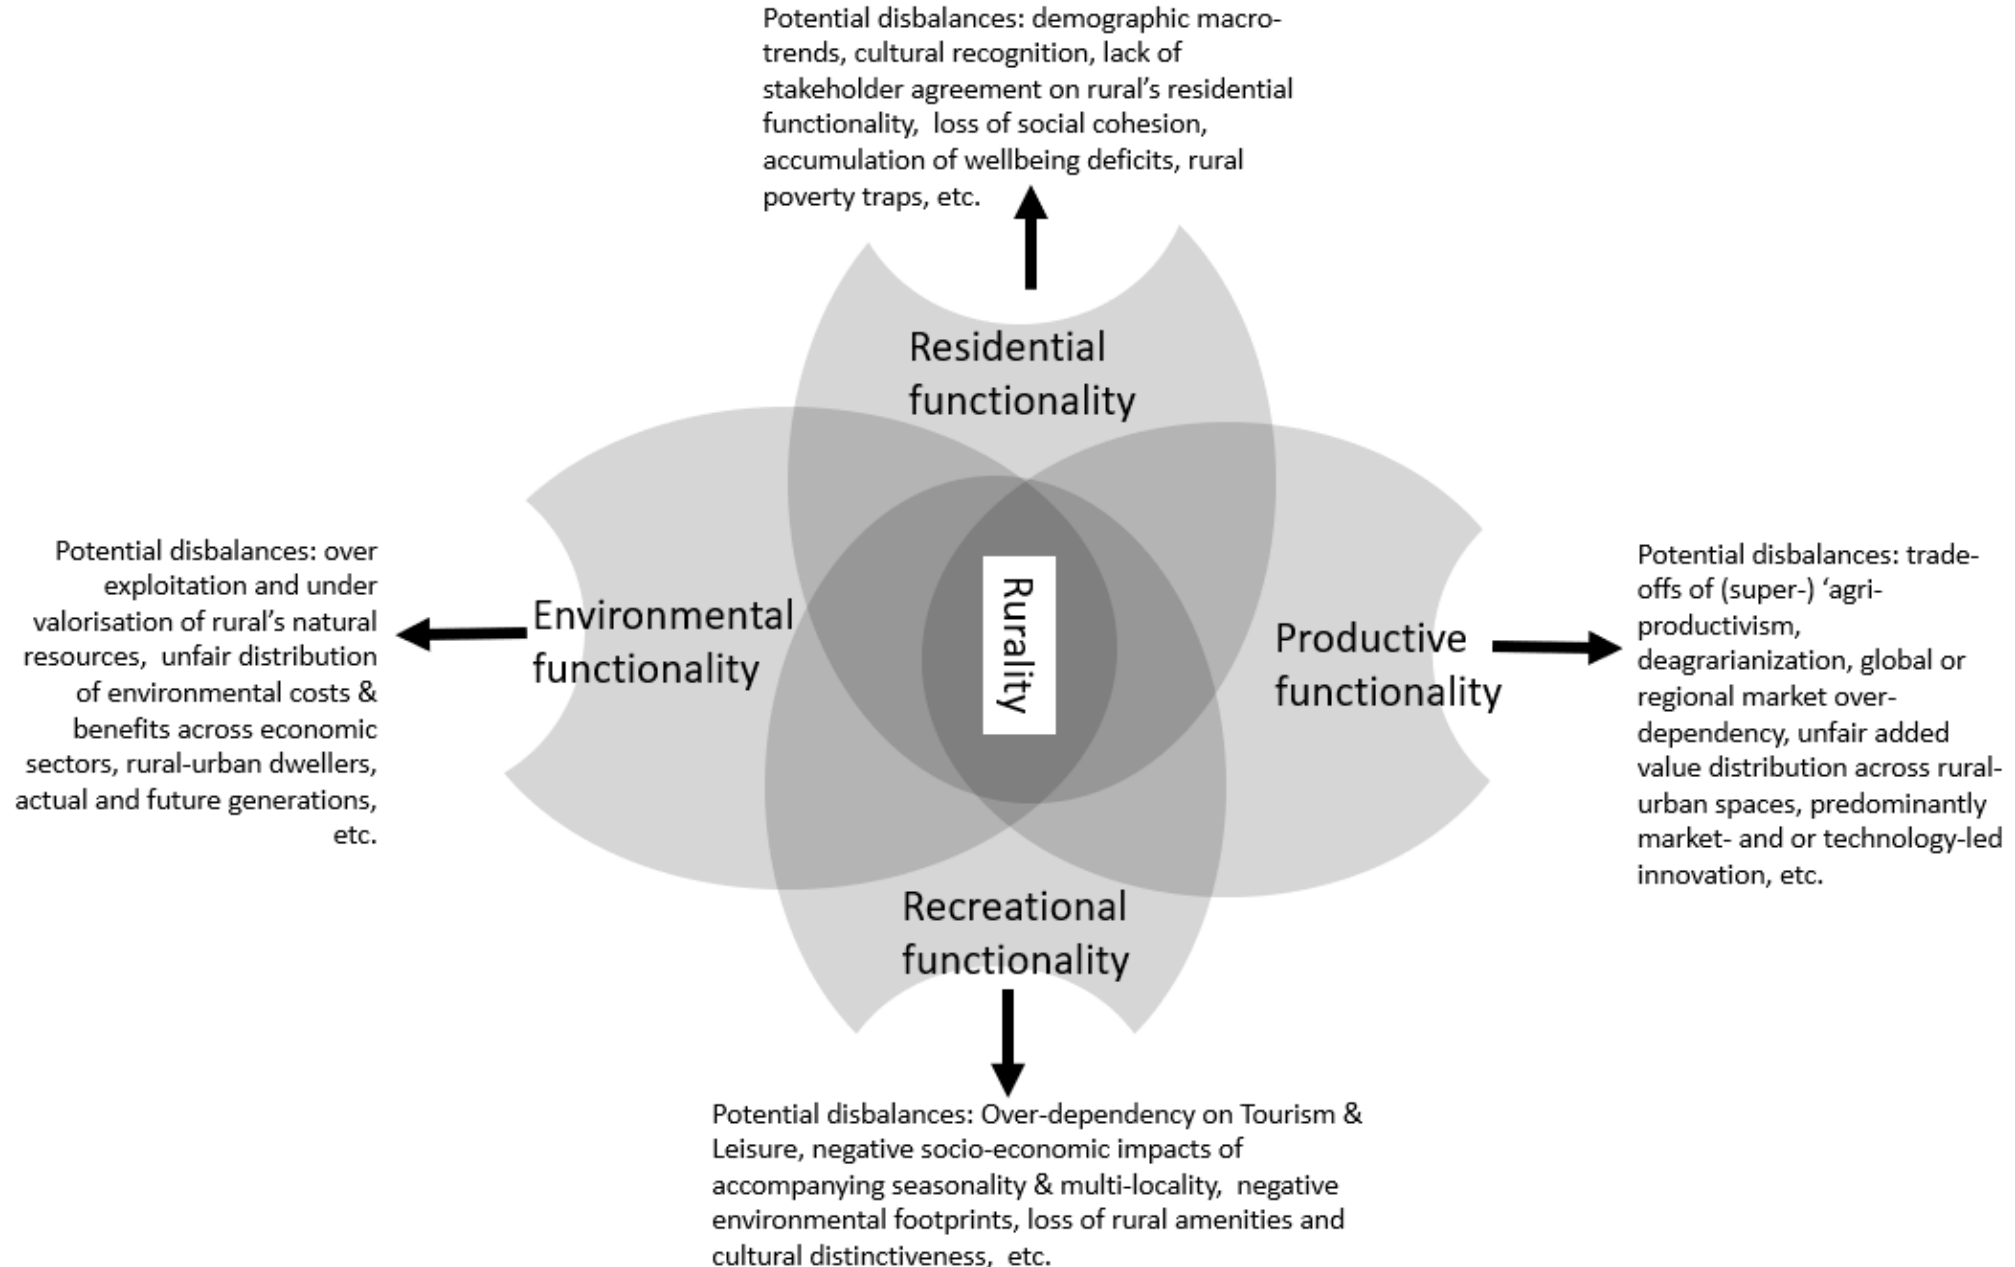 Potential disbalances: demographic macro-
trends, cultural recognition, lack of
stakeholder agreement on rural's residential
functionality,  loss of social cohesion,
accumulation of wellbeing deficits, rural
poverty traps, etc.
Residential
functionality
Potential disbalances: over
exploitation and under
valorisation of rural's natural
resources,  unfair distribution
of environmental costs &
benefits across economic
sectors, rural-urban dwellers,
actual and future generations,
etc.
Environmental
functionality
Rurality
Productive
functionality
Potential disbalances: trade-
offs of (super-) ‘agri-
productivism,
deagrarianization, global or
regional market over-
dependency, unfair added
value distribution across rural-
urban spaces, predominantly
market- and or technology-led
innovation, etc.
Recreational
functionality
Potential disbalances: Over-dependency on Tourism &
Leisure, negative socio-economic impacts of
accompanying seasonality & multi-locality,  negative
environmental footprints, loss of rural amenities and
cultural distinctiveness,  etc.